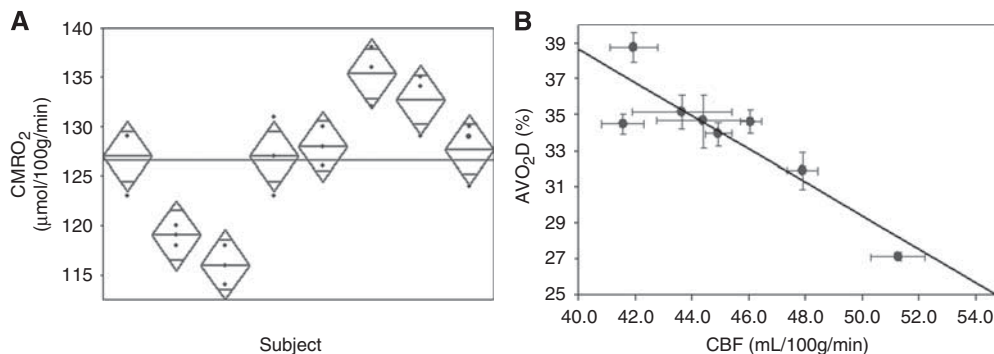 A
CMRO2
(μmol/100g/min)
140
135
130
125
120
115
Subject
B
AVO2D (%)
39
37
35
33
31
29
27
25
40.0 42.0 44.0 46.0 48.0 50.0 52.0 54.0
CBF (mL/100g/min)